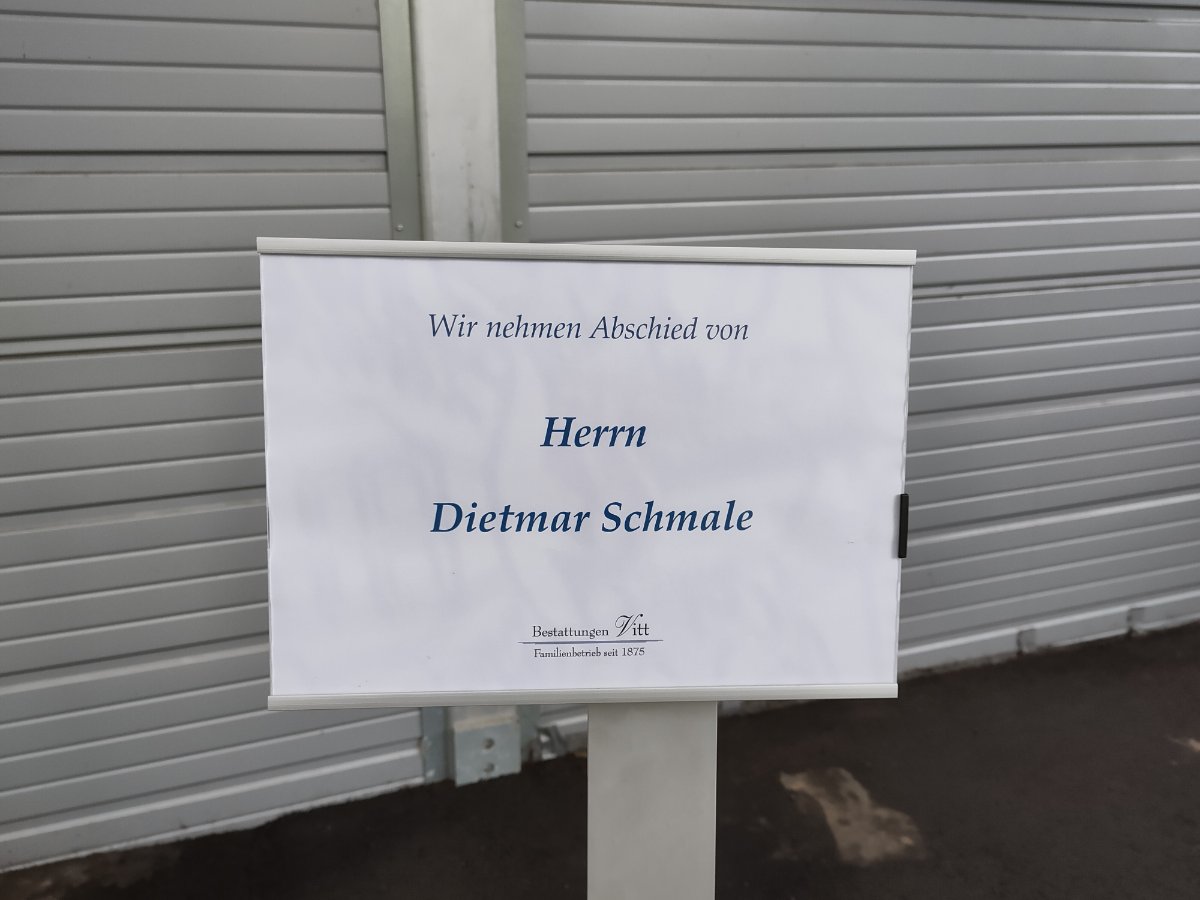 Wir nehmen Abschied von
Herrn
Dietmar Schmale
Bestattungen Vitt
Familienbetrieb seit 1875